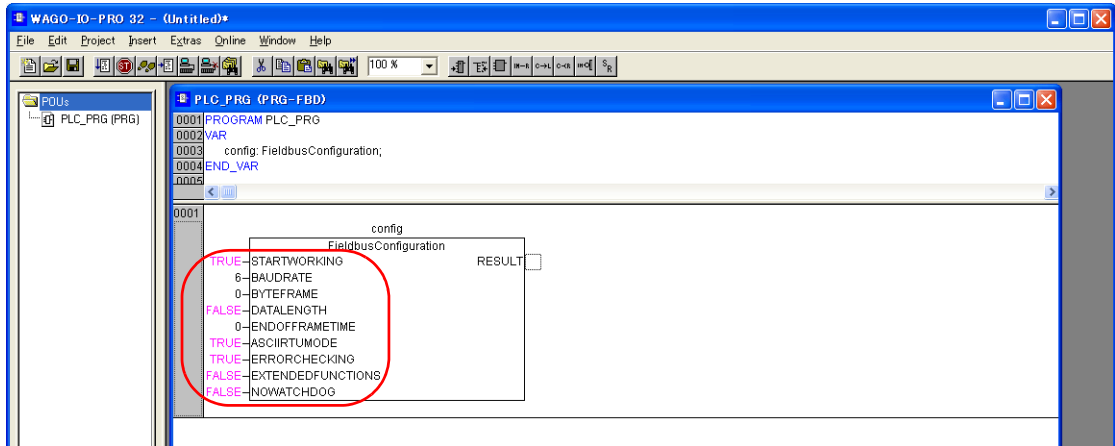 WAGO-IO-PRO 32 - (Untitled)*
File Edit Project Insert Extras Online Window Help
100 %
POUs
PLC_PRG (PRG)
PLC_PRG (PRG-FBD)
0001 PROGRAM PLC_PRG
0002 VAR
0003 config: FieldbusConfiguration;
0004 END_VAR
0005
0001
config
FieldbusConfiguration
TRUE STARTWORKING RESULT
6 BAUDRATE
0 BYTEFRAME
FALSE DATALENGTH
0 ENDOFFRAMETIME
TRUE ASCIIRTUMODE
TRUE ERRORCHECKING
FALSE EXTENDEDFUNCTIONS
FALSE NOWATCHDOG